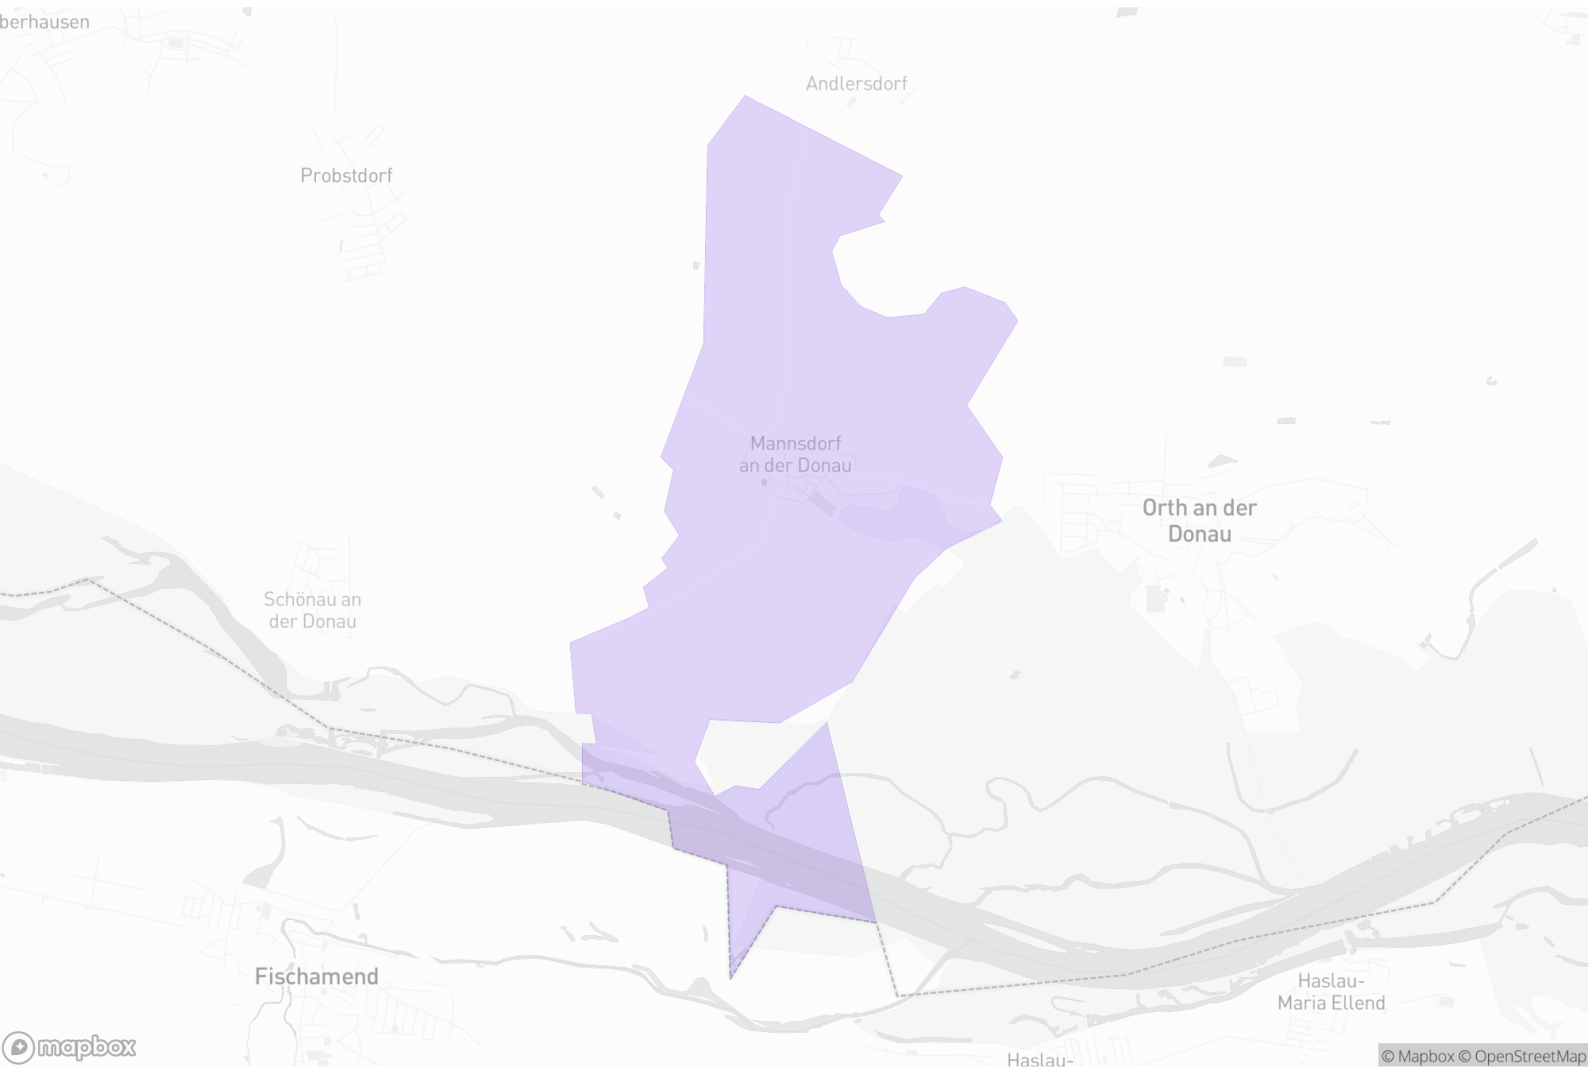 berhausen
Andlersdorf
Probstdorf
Mannsdorf
an der Donau
Orth an der
Donau
Schönau an
der Donau
Fischamend
Haslau-
Maria Ellend
Haslau-
mapbox
© Mapbox © OpenStreetMap